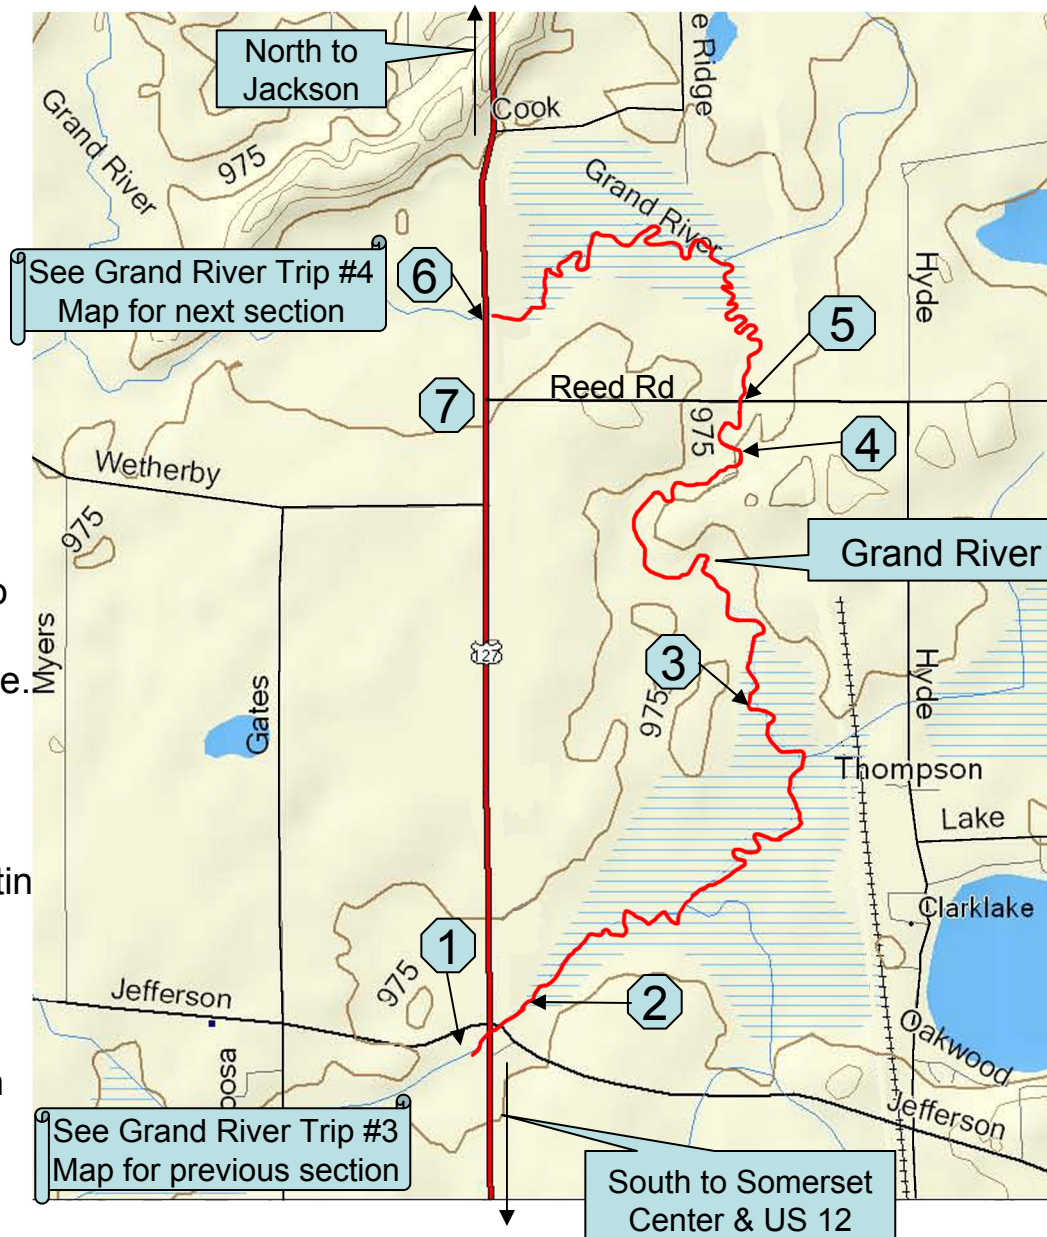 North to
Jackson
e Ridge
Cook
Grand River
975
Grand River
See Grand River Trip #4
Map for next section
6
Hyde
5
7
Reed Rd
975
4
Wetherby
975
Grand River
Myers
e.
127
3
Hyde
975
Gates
Thompson
Lake
tin
Clarklake
1
975
Jefferson
2
Oakwood
oosa
Jefferson
See Grand River Trip #3
Map for previous section
South to Somerset
Center & US 12